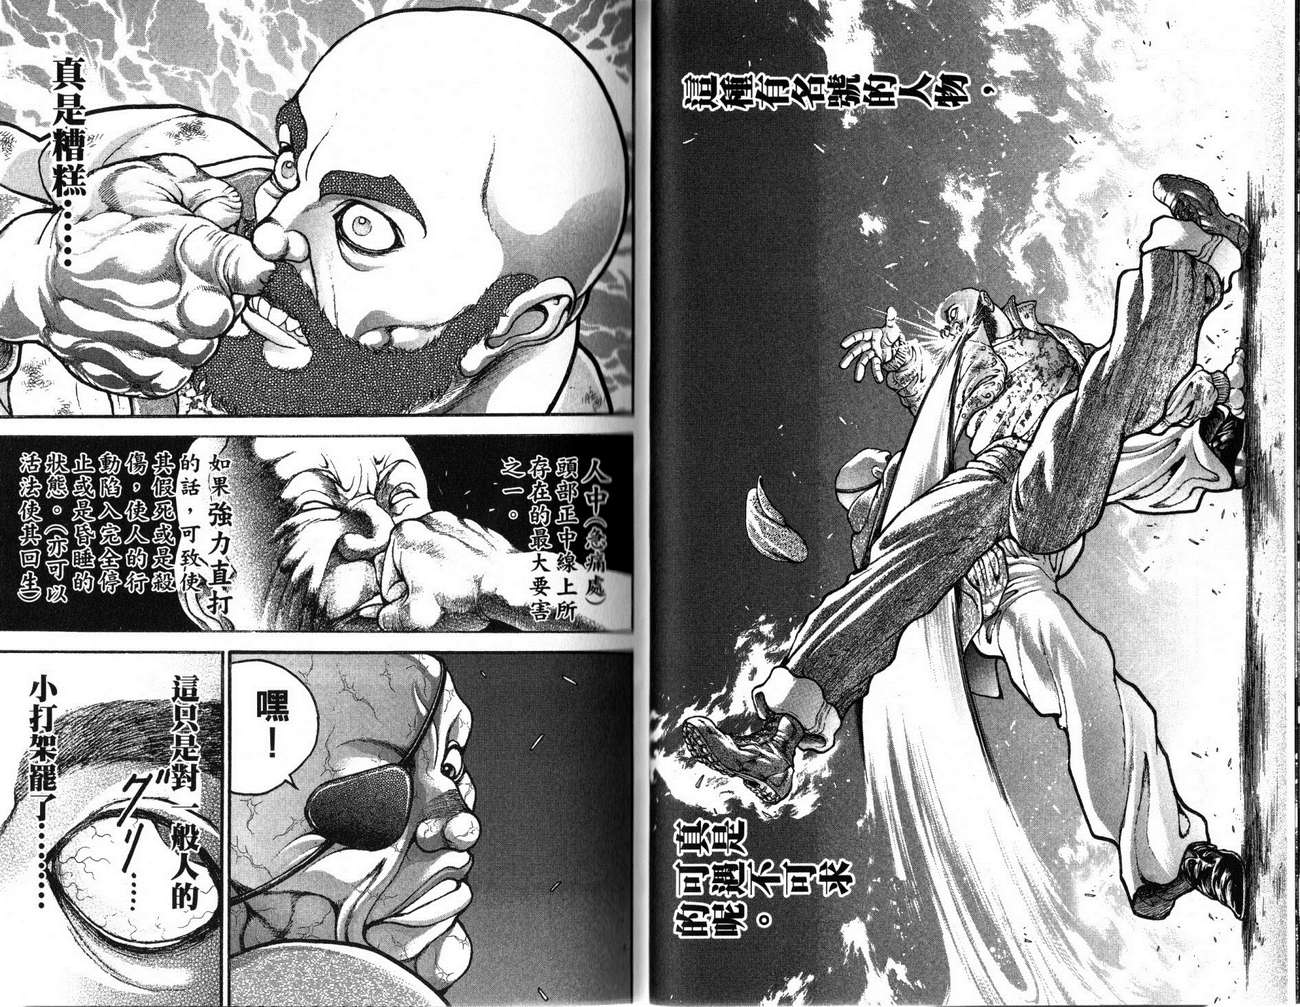 這種有名號的人物，
真是
可遇不可求
的呢。
真是糟糕……
人中（急痛處）
頭部正中線上所
存在的最大要害
之一。
如果強力直打
的話，可致使
其假死或是殺
傷，使人的行
動陷入完全停
止或是昏睡的
狀態。（亦可以
活法使其回生）
嘿！
這只是對一般人的
グリ……
小打架罷了………